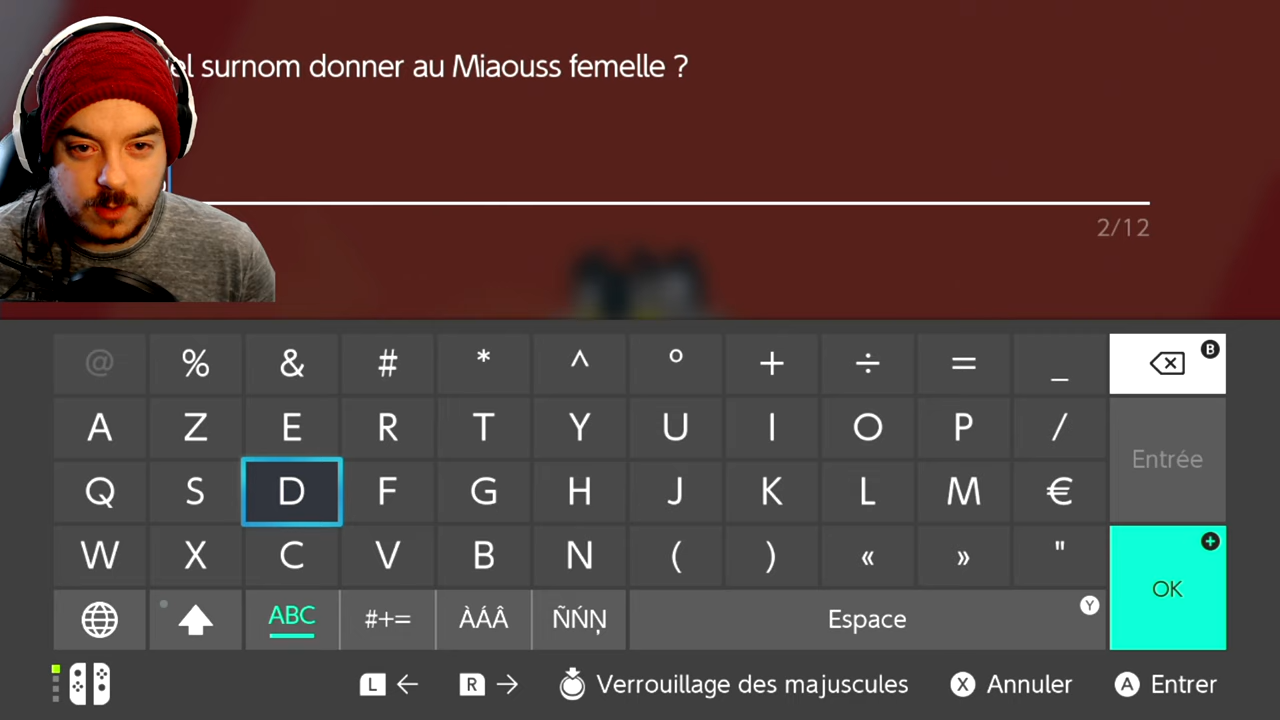 el surnom donner au Miaouss femelle ?
2/12
@ % & # * ^ ° + ÷ = _ B
A Z E R T Y U I O P / Entrée
Q S D F G H J K L M €
W X C V B N ( ) « » " + OK
ABC #+= ÀÁÂ ÑŃŅ Espace Y
L ← R → Verrouillage des majuscules X Annuler A Entrer